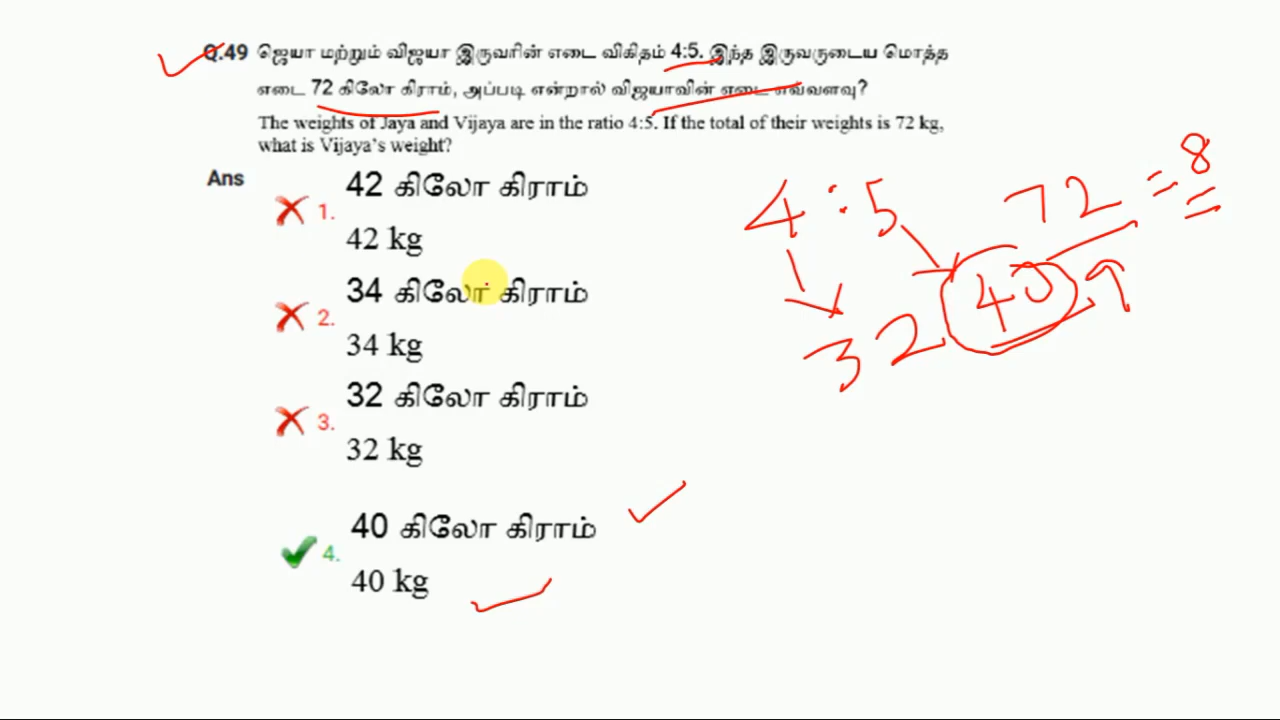 Q.49 ஜெயா மற்றும் விஜயா இருவரின் எடை விகிதம் 4:5. இந்த இருவருடைய மொத்த
எடை 72 கிலோ கிராம், அப்படி என்றால் விஜயாவின் எடை எவ்வளவு?
The weights of Jaya and Vijaya are in the ratio 4:5. If the total of their weights is 72 kg,
what is Vijaya's weight?
Ans
42 கிலோ கிராம்
1.
42 kg
34 கிலோ கிராம்
2.
34 kg
32 கிலோ கிராம்
3.
32 kg
40 கிலோ கிராம்
4.
40 kg
4 : 5
72 = 8
9
32 40